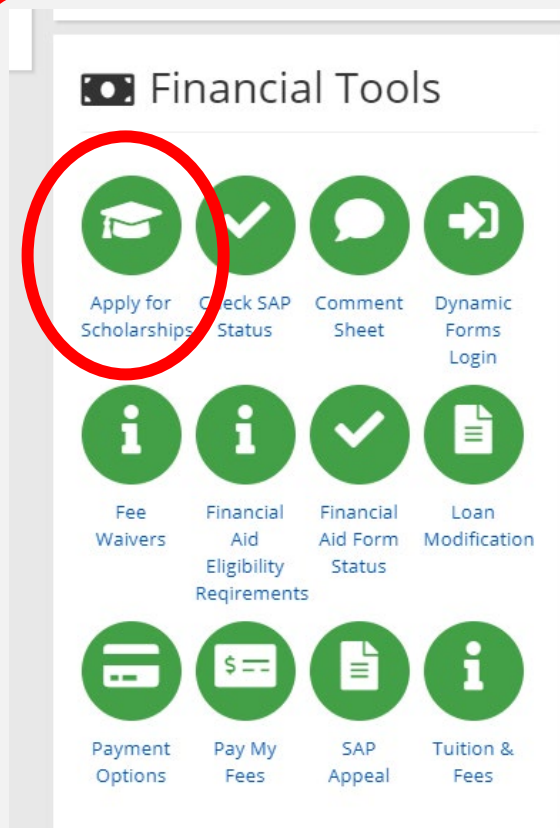 Financial Tools
Apply for Check SAP Comment Dynamic
Scholarships Status Sheet Forms
Login
Fee Financial Financial Loan
Waivers Aid Aid Form Modification
Eligibility Status
Reqirements
$
Payment Pay My SAP Tuition &
Options Fees Appeal Fees